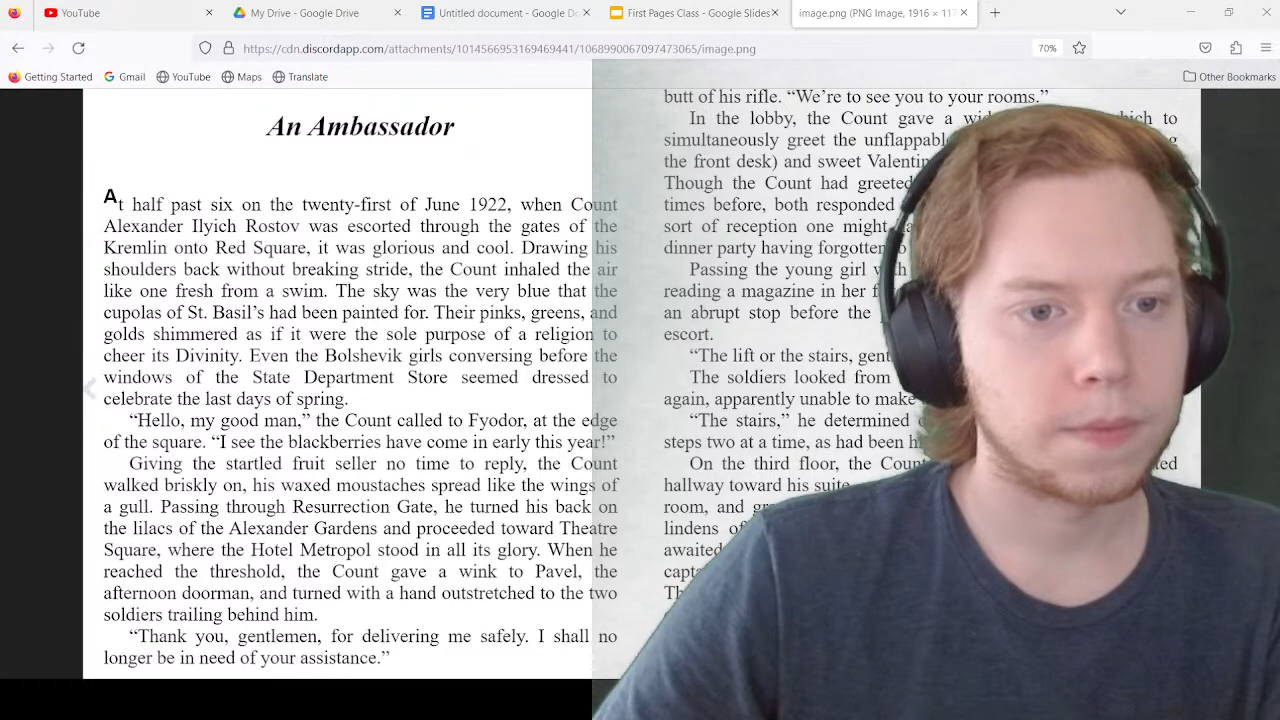 YouTube
My Drive - Google Drive
Untitled document - Google Do
First Pages Class - Google Slides
image.png (PNG Image, 1916 × 117
https://cdn.discordapp.com/attachments/1014566953169469441/1068990067097473065/image.png
70%
Getting Started
Gmail
YouTube
Maps
Translate
Other Bookmarks
An Ambassador
At half past six on the twenty-first of June 1922, when Count
Alexander Ilyich Rostov was escorted through the gates of the
Kremlin onto Red Square, it was glorious and cool. Drawing his
shoulders back without breaking stride, the Count inhaled the air
like one fresh from a swim. The sky was the very blue that the
cupolas of St. Basil's had been painted for. Their pinks, greens, and
golds shimmered as if it were the sole purpose of a religion to
cheer its Divinity. Even the Bolshevik girls conversing before the
windows of the State Department Store seemed dressed to
celebrate the last days of spring.
“Hello, my good man,” the Count called to Fyodor, at the edge
of the square. “I see the blackberries have come in early this year!”
Giving the startled fruit seller no time to reply, the Count
walked briskly on, his waxed moustaches spread like the wings of
a gull. Passing through Resurrection Gate, he turned his back on
the lilacs of the Alexander Gardens and proceeded toward Theatre
Square, where the Hotel Metropol stood in all its glory. When he
reached the threshold, the Count gave a wink to Pavel, the
afternoon doorman, and turned with a hand outstretched to the two
soldiers trailing behind him.
“Thank you, gentlemen, for delivering me safely. I shall no
longer be in need of your assistance.”
butt of his rifle. “We're to see you to your rooms.”
In the lobby, the Count gave a to
simultaneously greet the unflappable
the front desk) and sweet
Though the Count had greeted
times before, both responded
sort of reception one might
dinner party having forgotten
Passing the young girl
reading a magazine in her
an abrupt stop before the
escort.
“The lift or the stairs,
The soldiers looked from
again, apparently unable to make
“The stairs,” he determined
steps two at a time, as had been
On the third floor, the Count
hallway toward his suite
room, and
lindens of
awaited